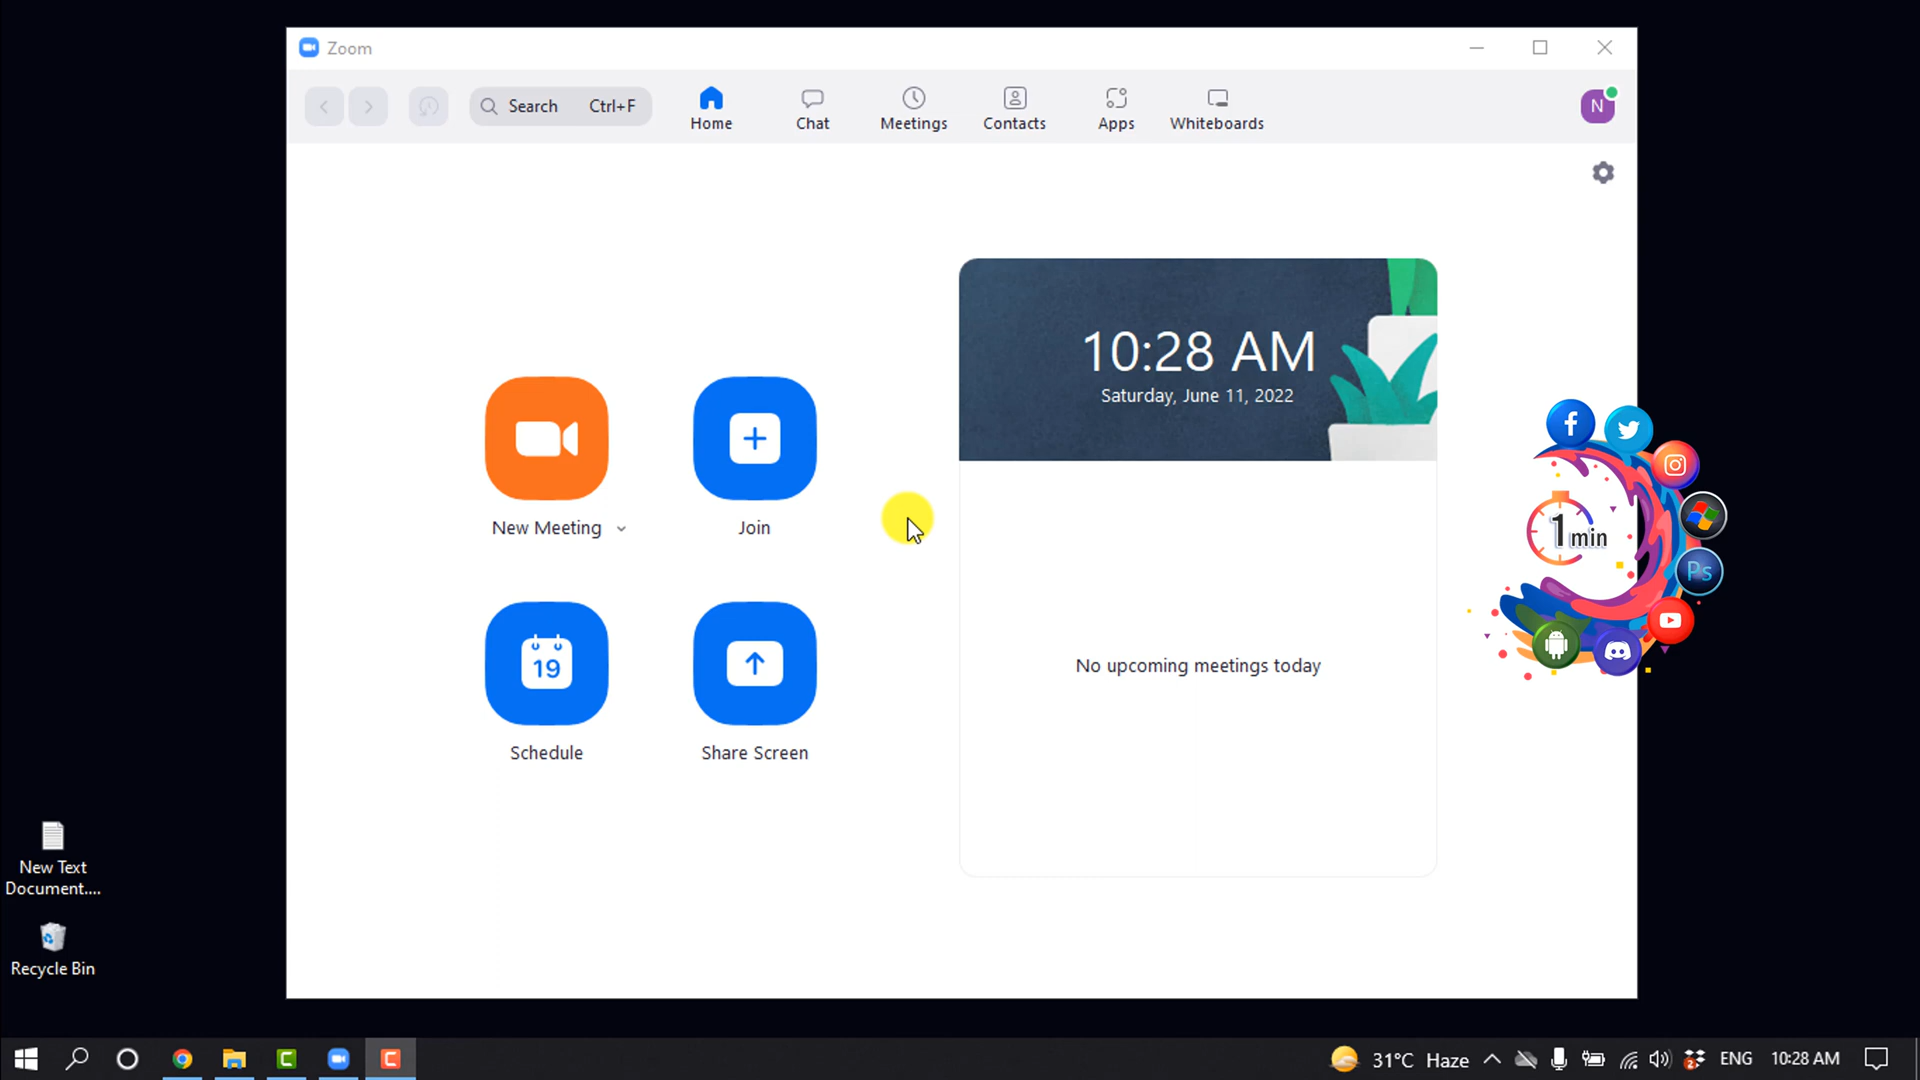 Zoom
Search Ctrl+F
Home
Chat
Meetings
Contacts
Apps
Whiteboards
N
10:28 AM
Saturday, June 11, 2022
New Meeting
Join
19
Schedule
Share Screen
No upcoming meetings today
1 min
Ps
New Text
Document....
Recycle Bin
31°C Haze
2
ENG
10:28 AM